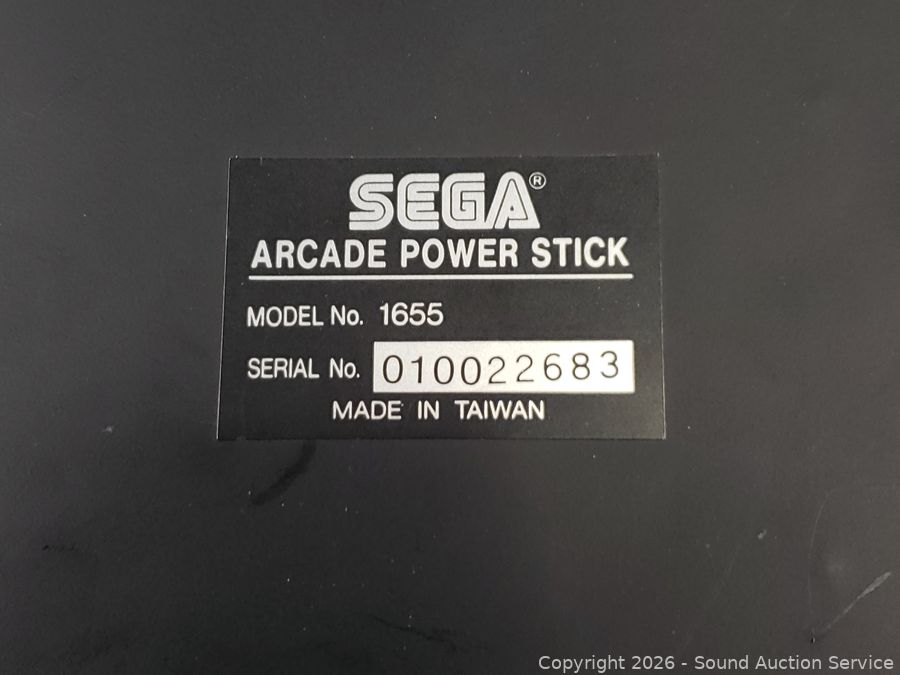 SEGA®
ARCADE POWER STICK
MODEL No. 1655
SERIAL No. 010022683
MADE IN TAIWAN
Copyright © 2026 - Sound Auction Service